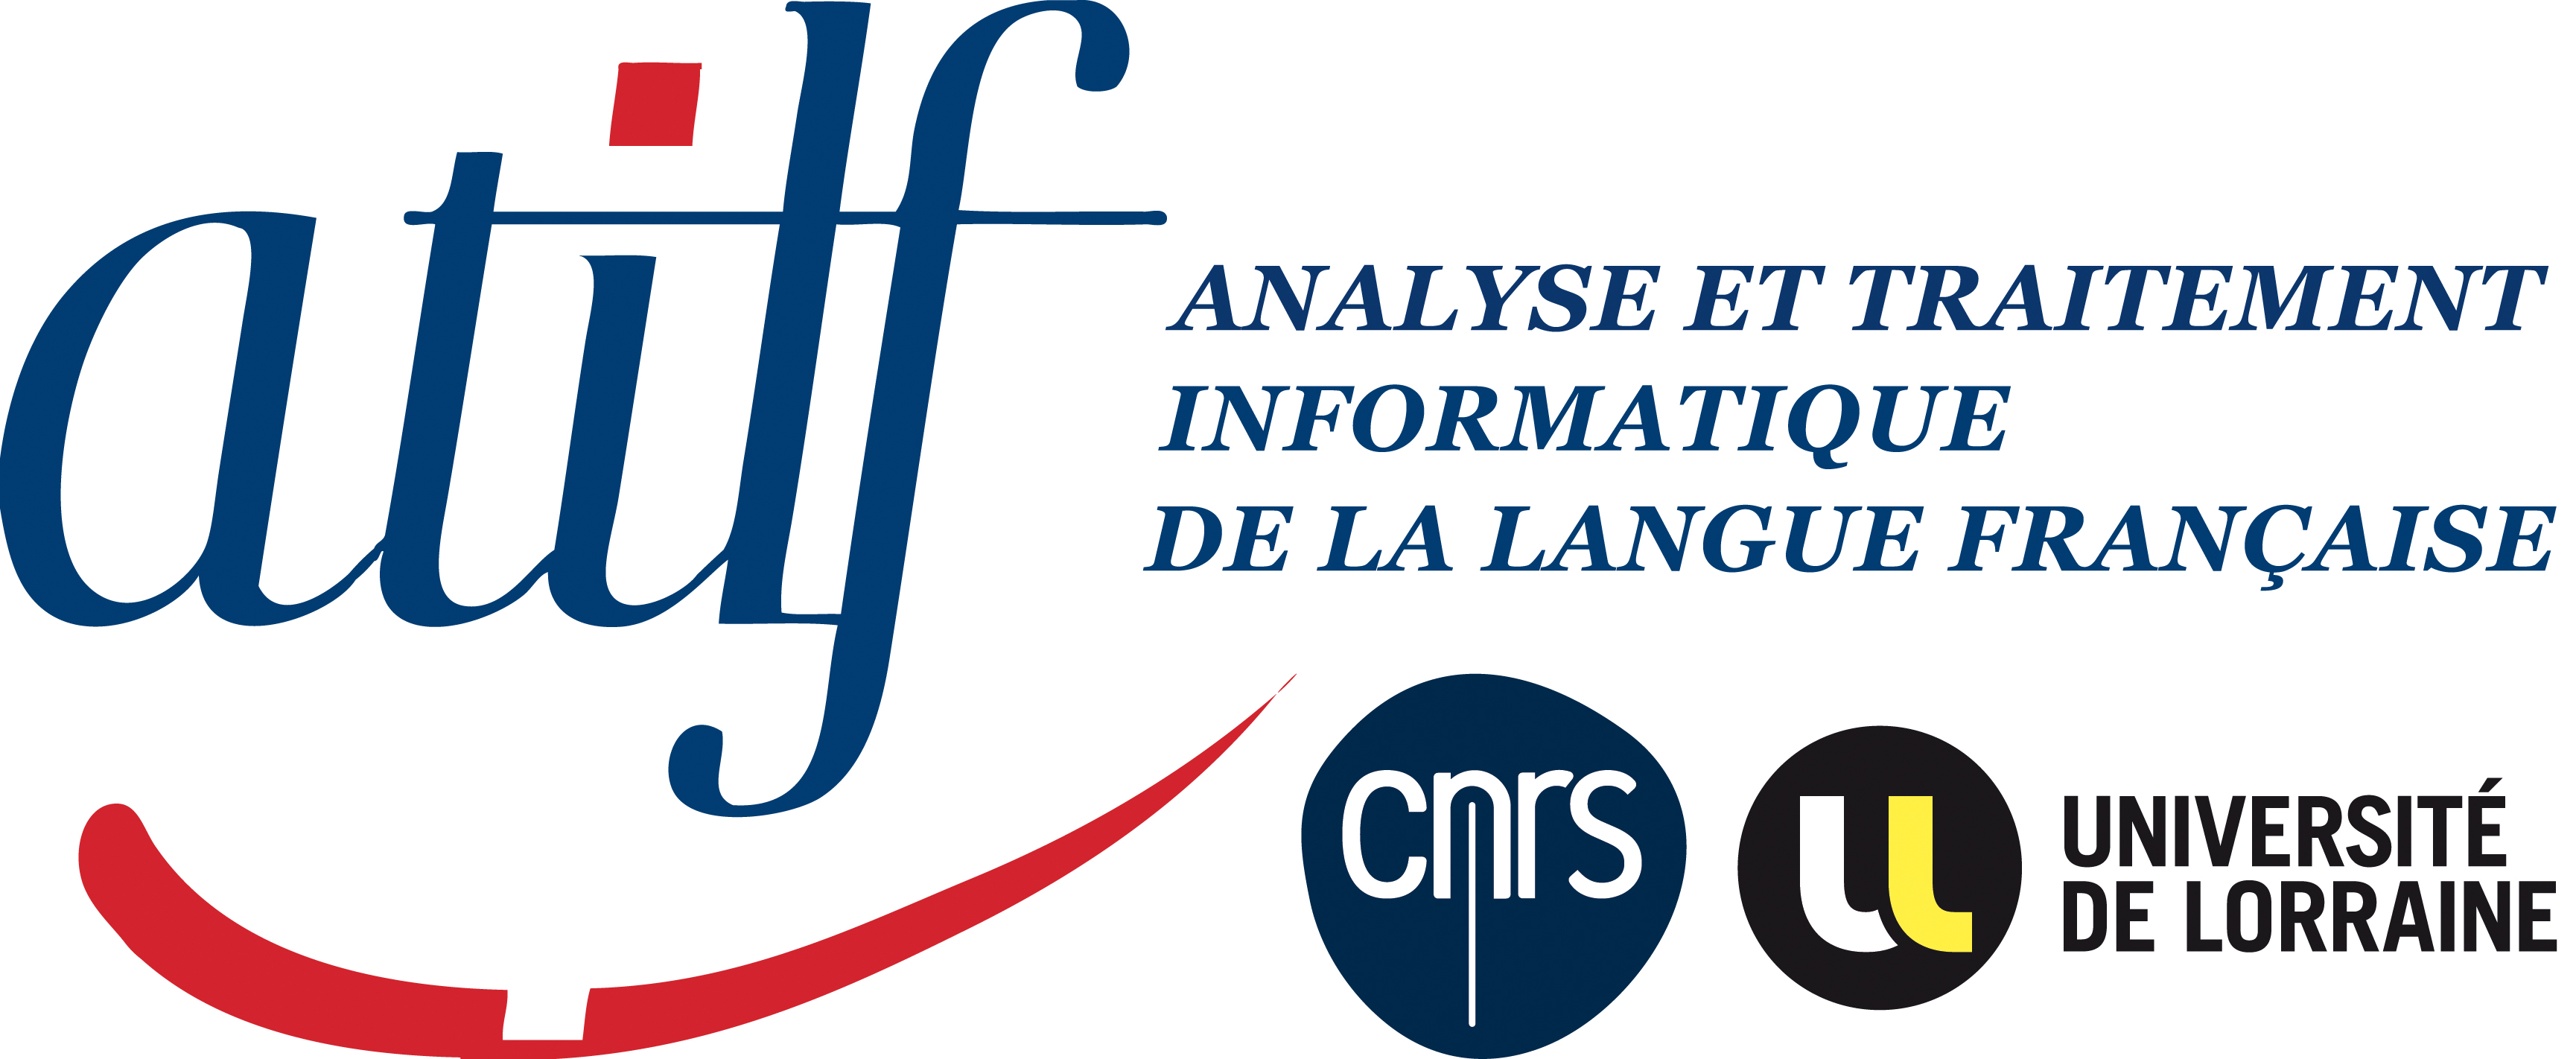 atilf
ANALYSE ET TRAITEMENT
INFORMATIQUE
DE LA LANGUE FRANÇAISE
cnrs
UNIVERSITÉ
DE LORRAINE